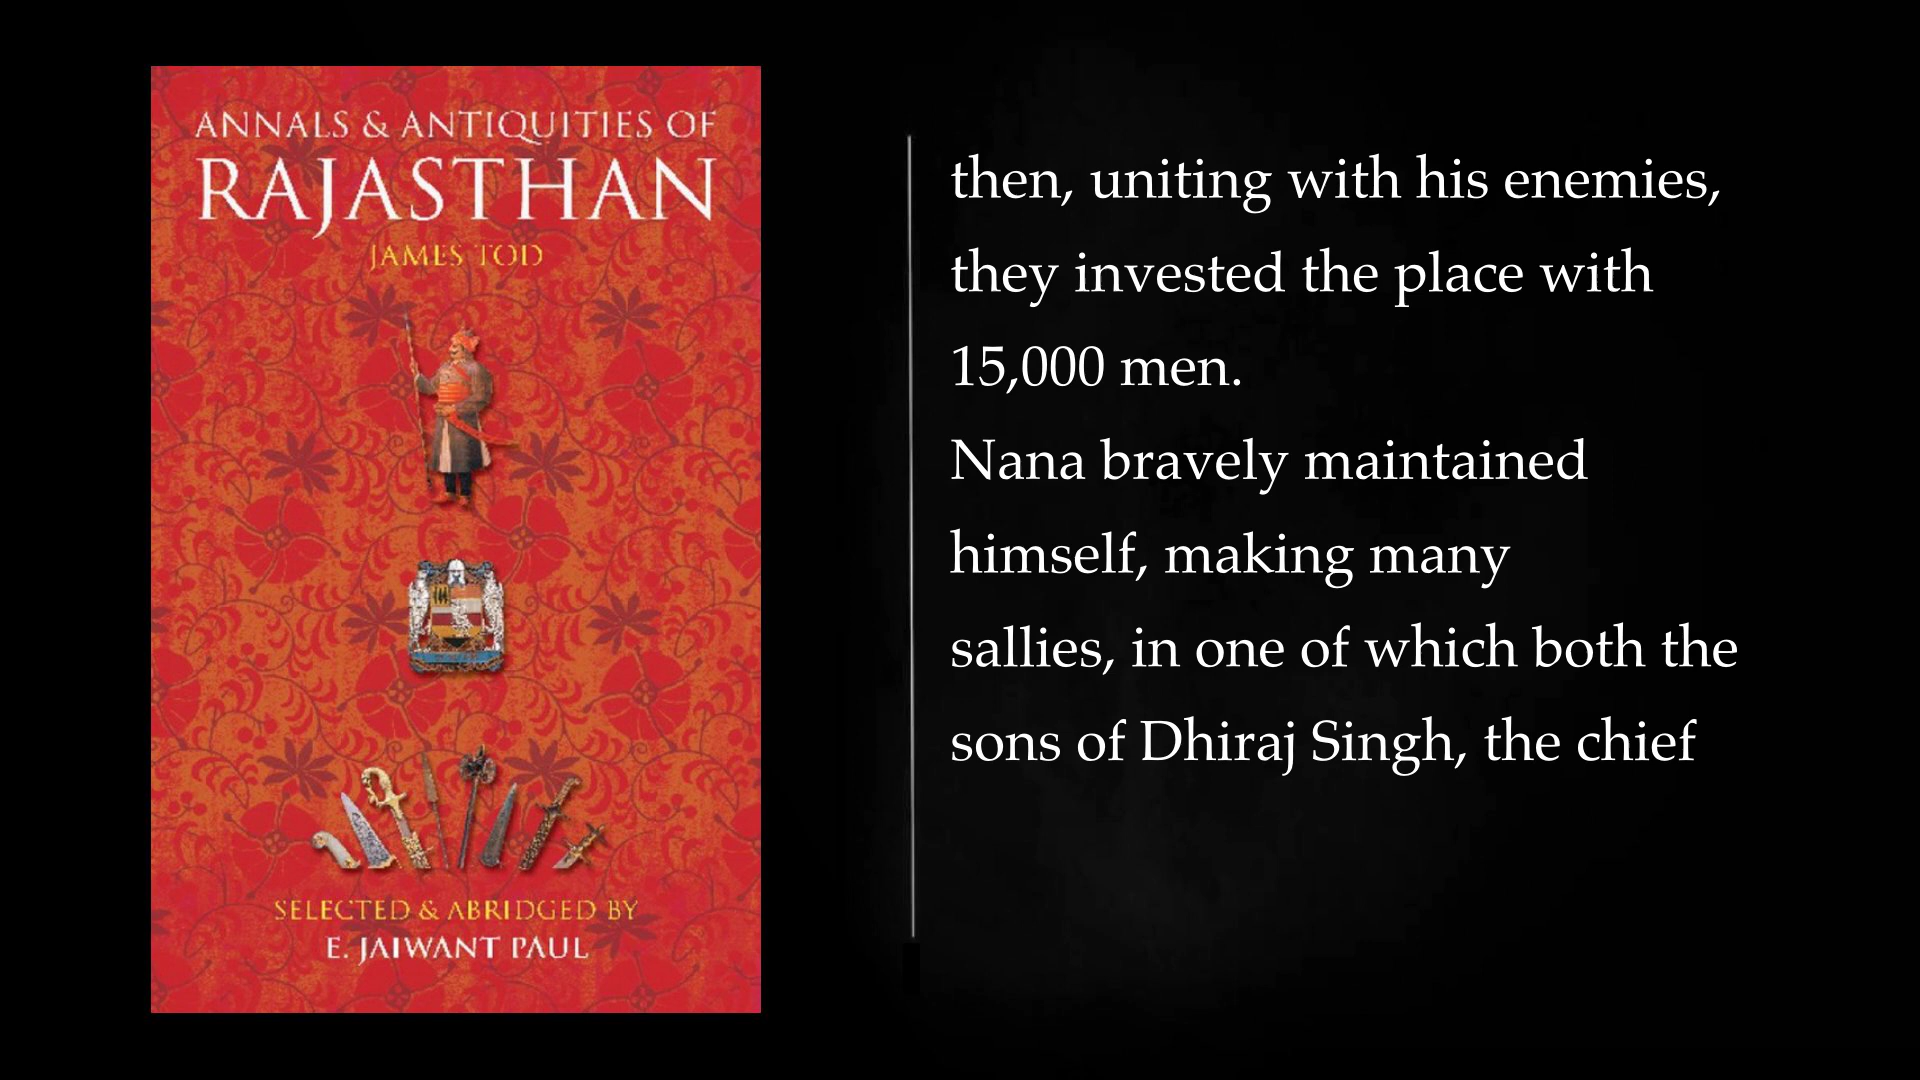 ANNALS & ANTIQUITIES OF
RAJASTHAN
JAMES TOD
SELECTED & ABRIDGED BY
E. JAIWANT PAUL
then, uniting with his enemies,
they invested the place with
15,000 men.
Nana bravely maintained
himself, making many
sallies, in one of which both the
sons of Dhiraj Singh, the chief